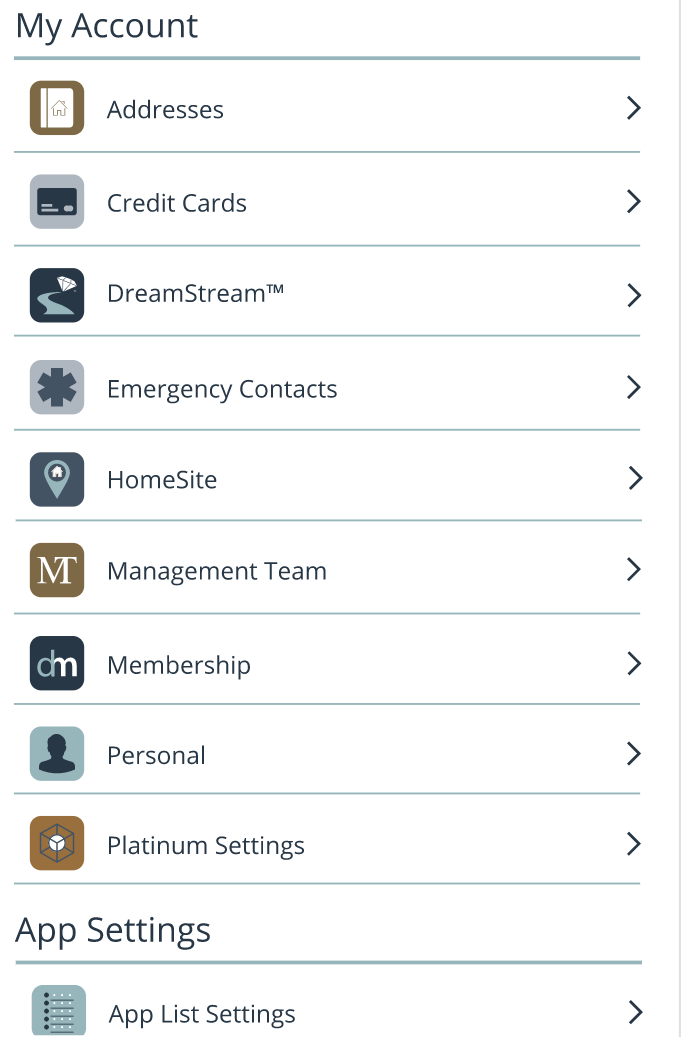 My Account
Addresses
Credit Cards
DreamStream™
Emergency Contacts
HomeSite
MT
Management Team
dm
Membership
Personal
Platinum Settings
App Settings
App List Settings